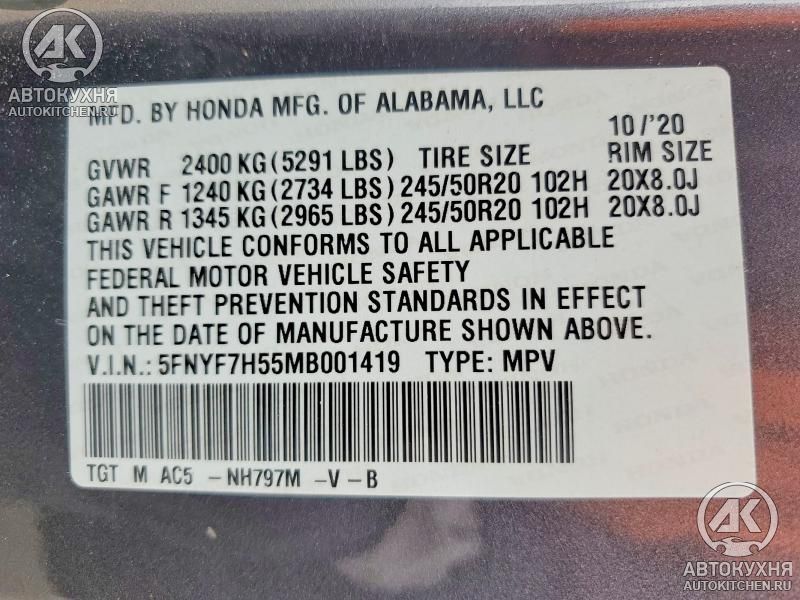 АВТОКУХНЯ
AUTOKITCHEN.RU
MFD. BY HONDA MFG. OF ALABAMA, LLC
10/'20
GVWR 2400 KG(5291 LBS) TIRE SIZE RIM SIZE
GAWR F 1240 KG(2734 LBS) 245/50R20 102H 20X8.0J
GAWR R 1345 KG(2965 LBS) 245/50R20 102H 20X8.0J
THIS VEHICLE CONFORMS TO ALL APPLICABLE
FEDERAL MOTOR VEHICLE SAFETY
AND THEFT PREVENTION STANDARDS IN EFFECT
ON THE DATE OF MANUFACTURE SHOWN ABOVE.
V.I.N.: 5FNYF7H55MB001419 TYPE: MPV
TGT M AC5 -NH797M -V-B
АК
АВТОКУХНЯ
AUTOKITCHEN.RU